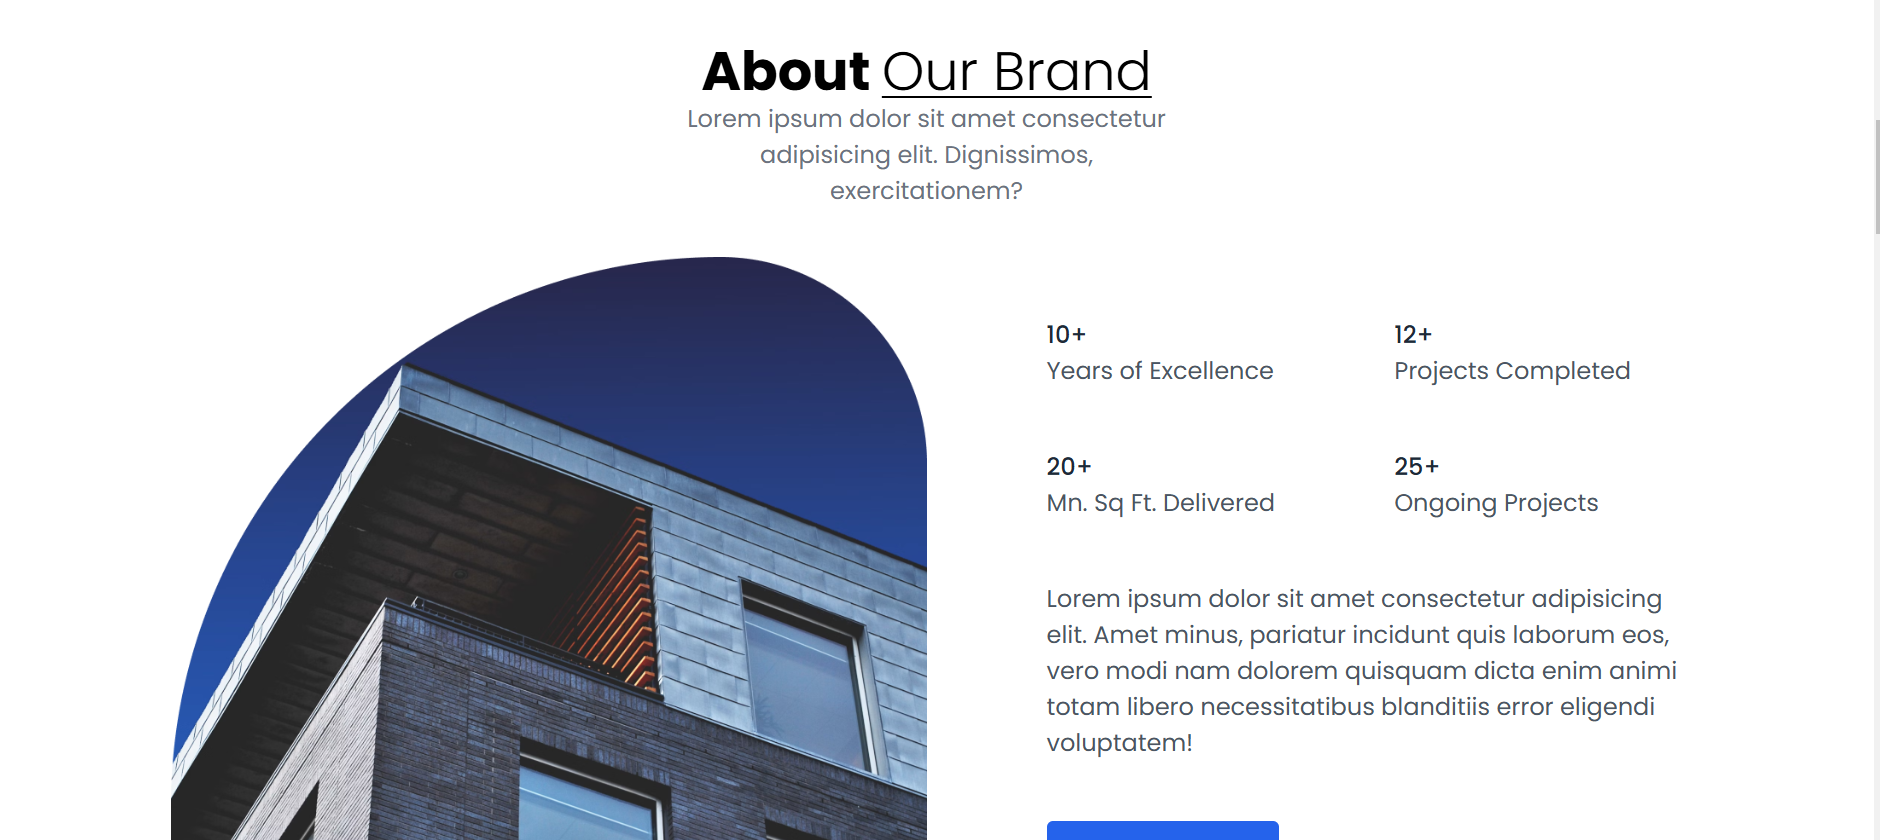 About Our Brand
Lorem ipsum dolor sit amet consectetur
adipisicing elit. Dignissimos,
exercitationem?
10+
Years of Excellence
12+
Projects Completed
20+
Mn. Sq Ft. Delivered
25+
Ongoing Projects
Lorem ipsum dolor sit amet consectetur adipisicing
elit. Amet minus, pariatur incidunt quis laborum eos,
vero modi nam dolorem quisquam dicta enim animi
totam libero necessitatibus blanditiis error eligendi
voluptatem!